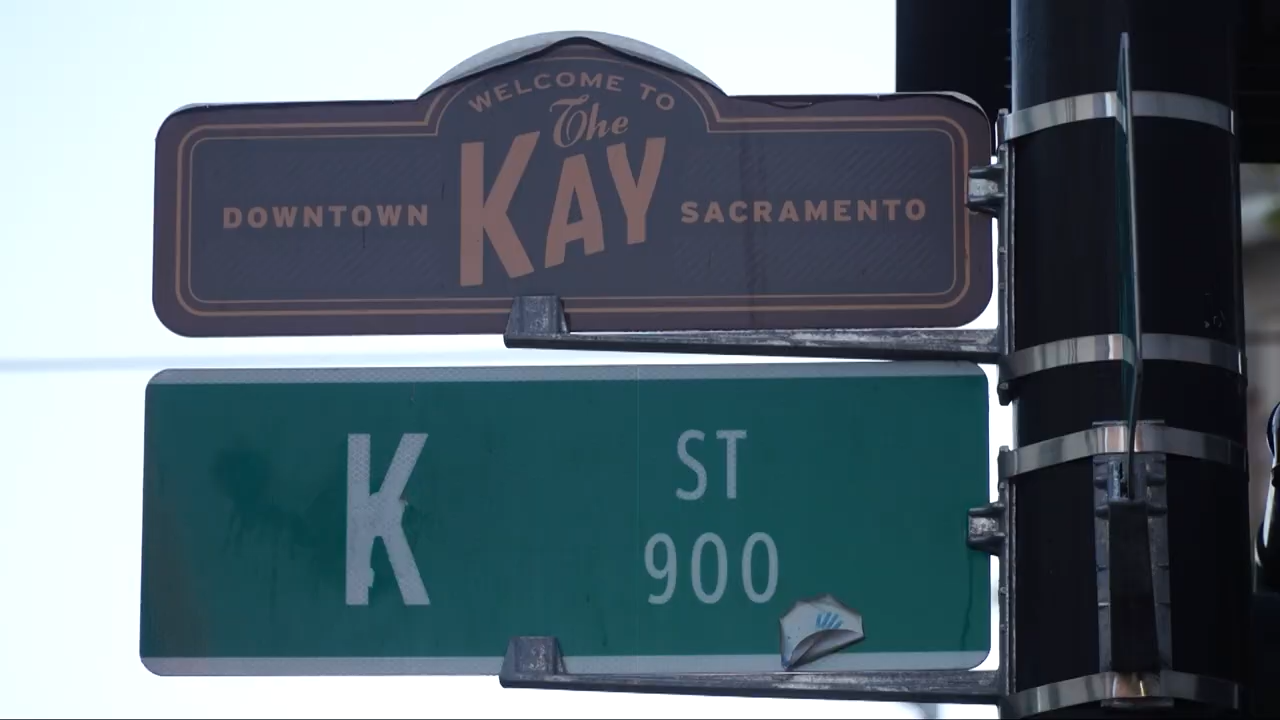 WELCOME TO
The
KAY
DOWNTOWN SACRAMENTO
K ST
900